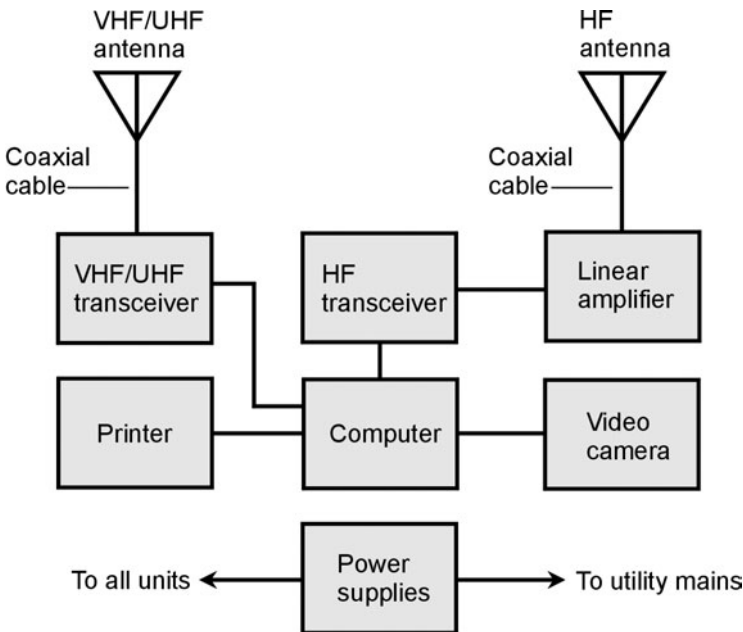 VHF/UHF
antenna
HF
antenna
Coaxial
cable
Coaxial
cable
VHF/UHF
transceiver
HF
transceiver
Linear
amplifier
Printer
Computer
Video
camera
To all units
Power
supplies
To utility mains